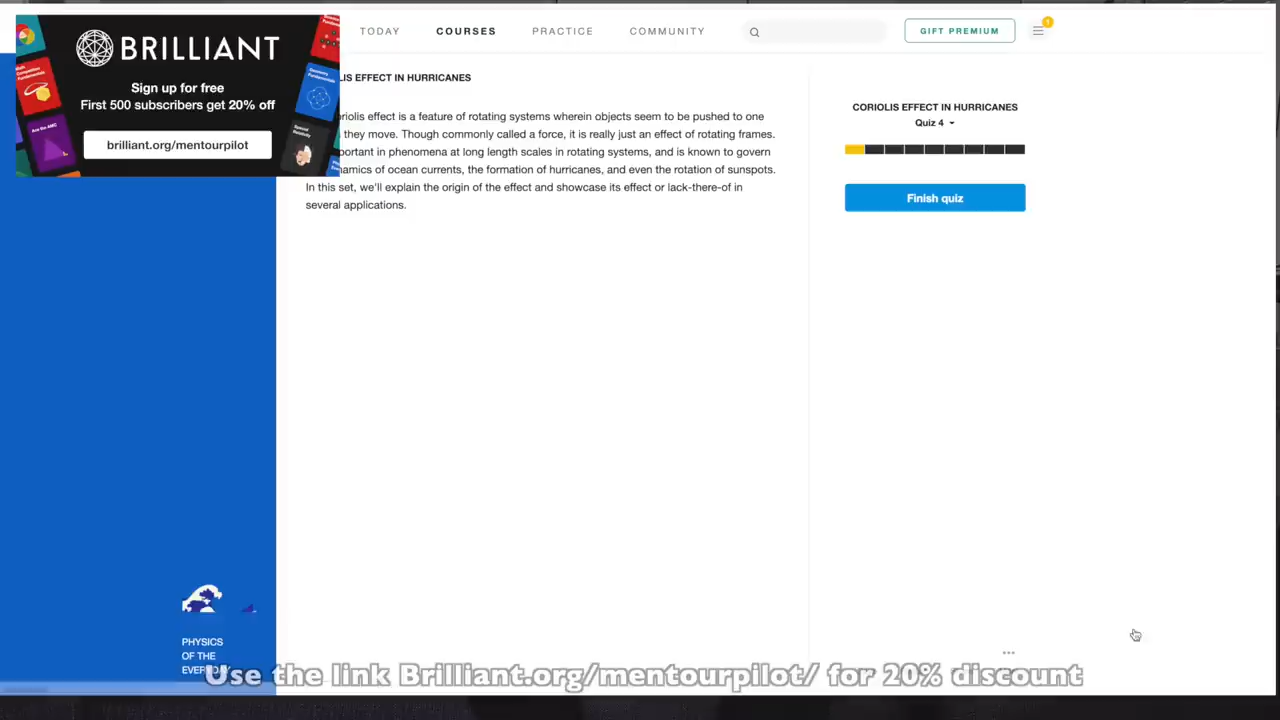 BRILLIANT
Sign up for free
First 500 subscribers get 20% off
brilliant.org/mentourpilot
TODAY
COURSES
PRACTICE
COMMUNITY
GIFT PREMIUM
1
LIS EFFECT IN HURRICANES
riolis effect is a feature of rotating systems wherein objects seem to be pushed to one
they move. Though commonly called a force, it is really just an effect of rotating frames.
portant in phenomena at long length scales in rotating systems, and is known to govern
namics of ocean currents, the formation of hurricanes, and even the rotation of sunspots.
In this set, we'll explain the origin of the effect and showcase its effect or lack-there-of in
several applications.
CORIOLIS EFFECT IN HURRICANES
Quiz 4
Finish quiz
PHYSICS
OF THE
Use the link Brilliant.org/mentourpilot/ for 20% discount